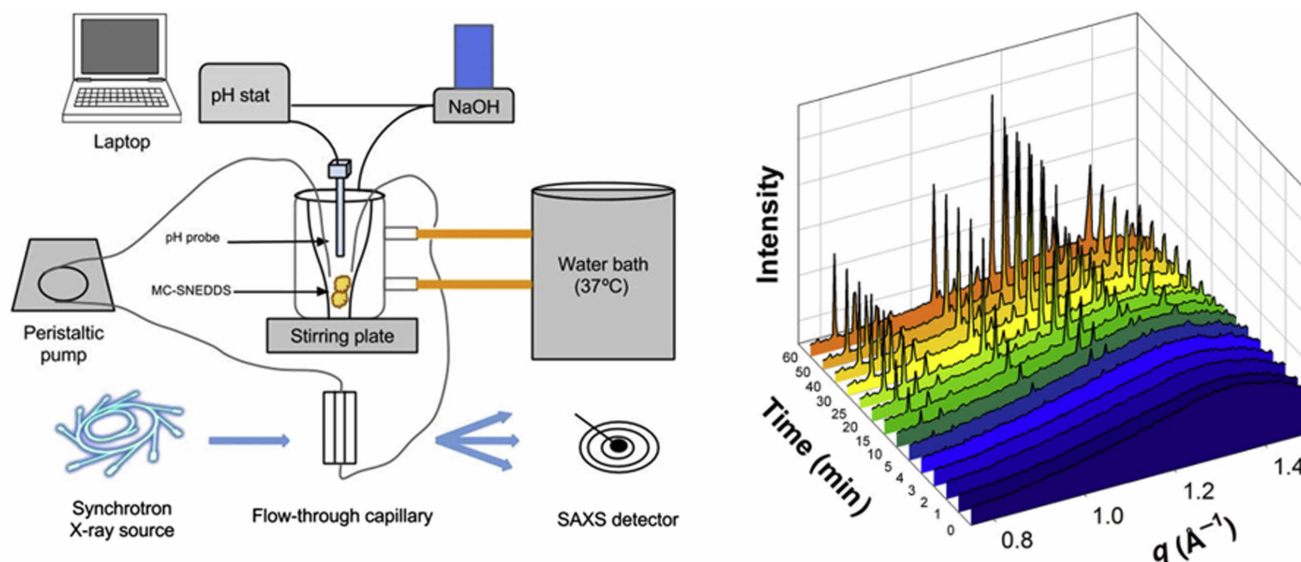 Laptop
pH stat
NaOH
pH probe
MC-SNEDDS
Peristaltic
pump
Stirring plate
Water bath
(37ºC)
Synchrotron
X-ray source
Flow-through capillary
SAXS detector
Intensity
60
50
40
30
25
20
15
10
5
4
3
2
1
0
Time (min)
0.8
1.0
1.2
1.4
q (Å⁻¹)